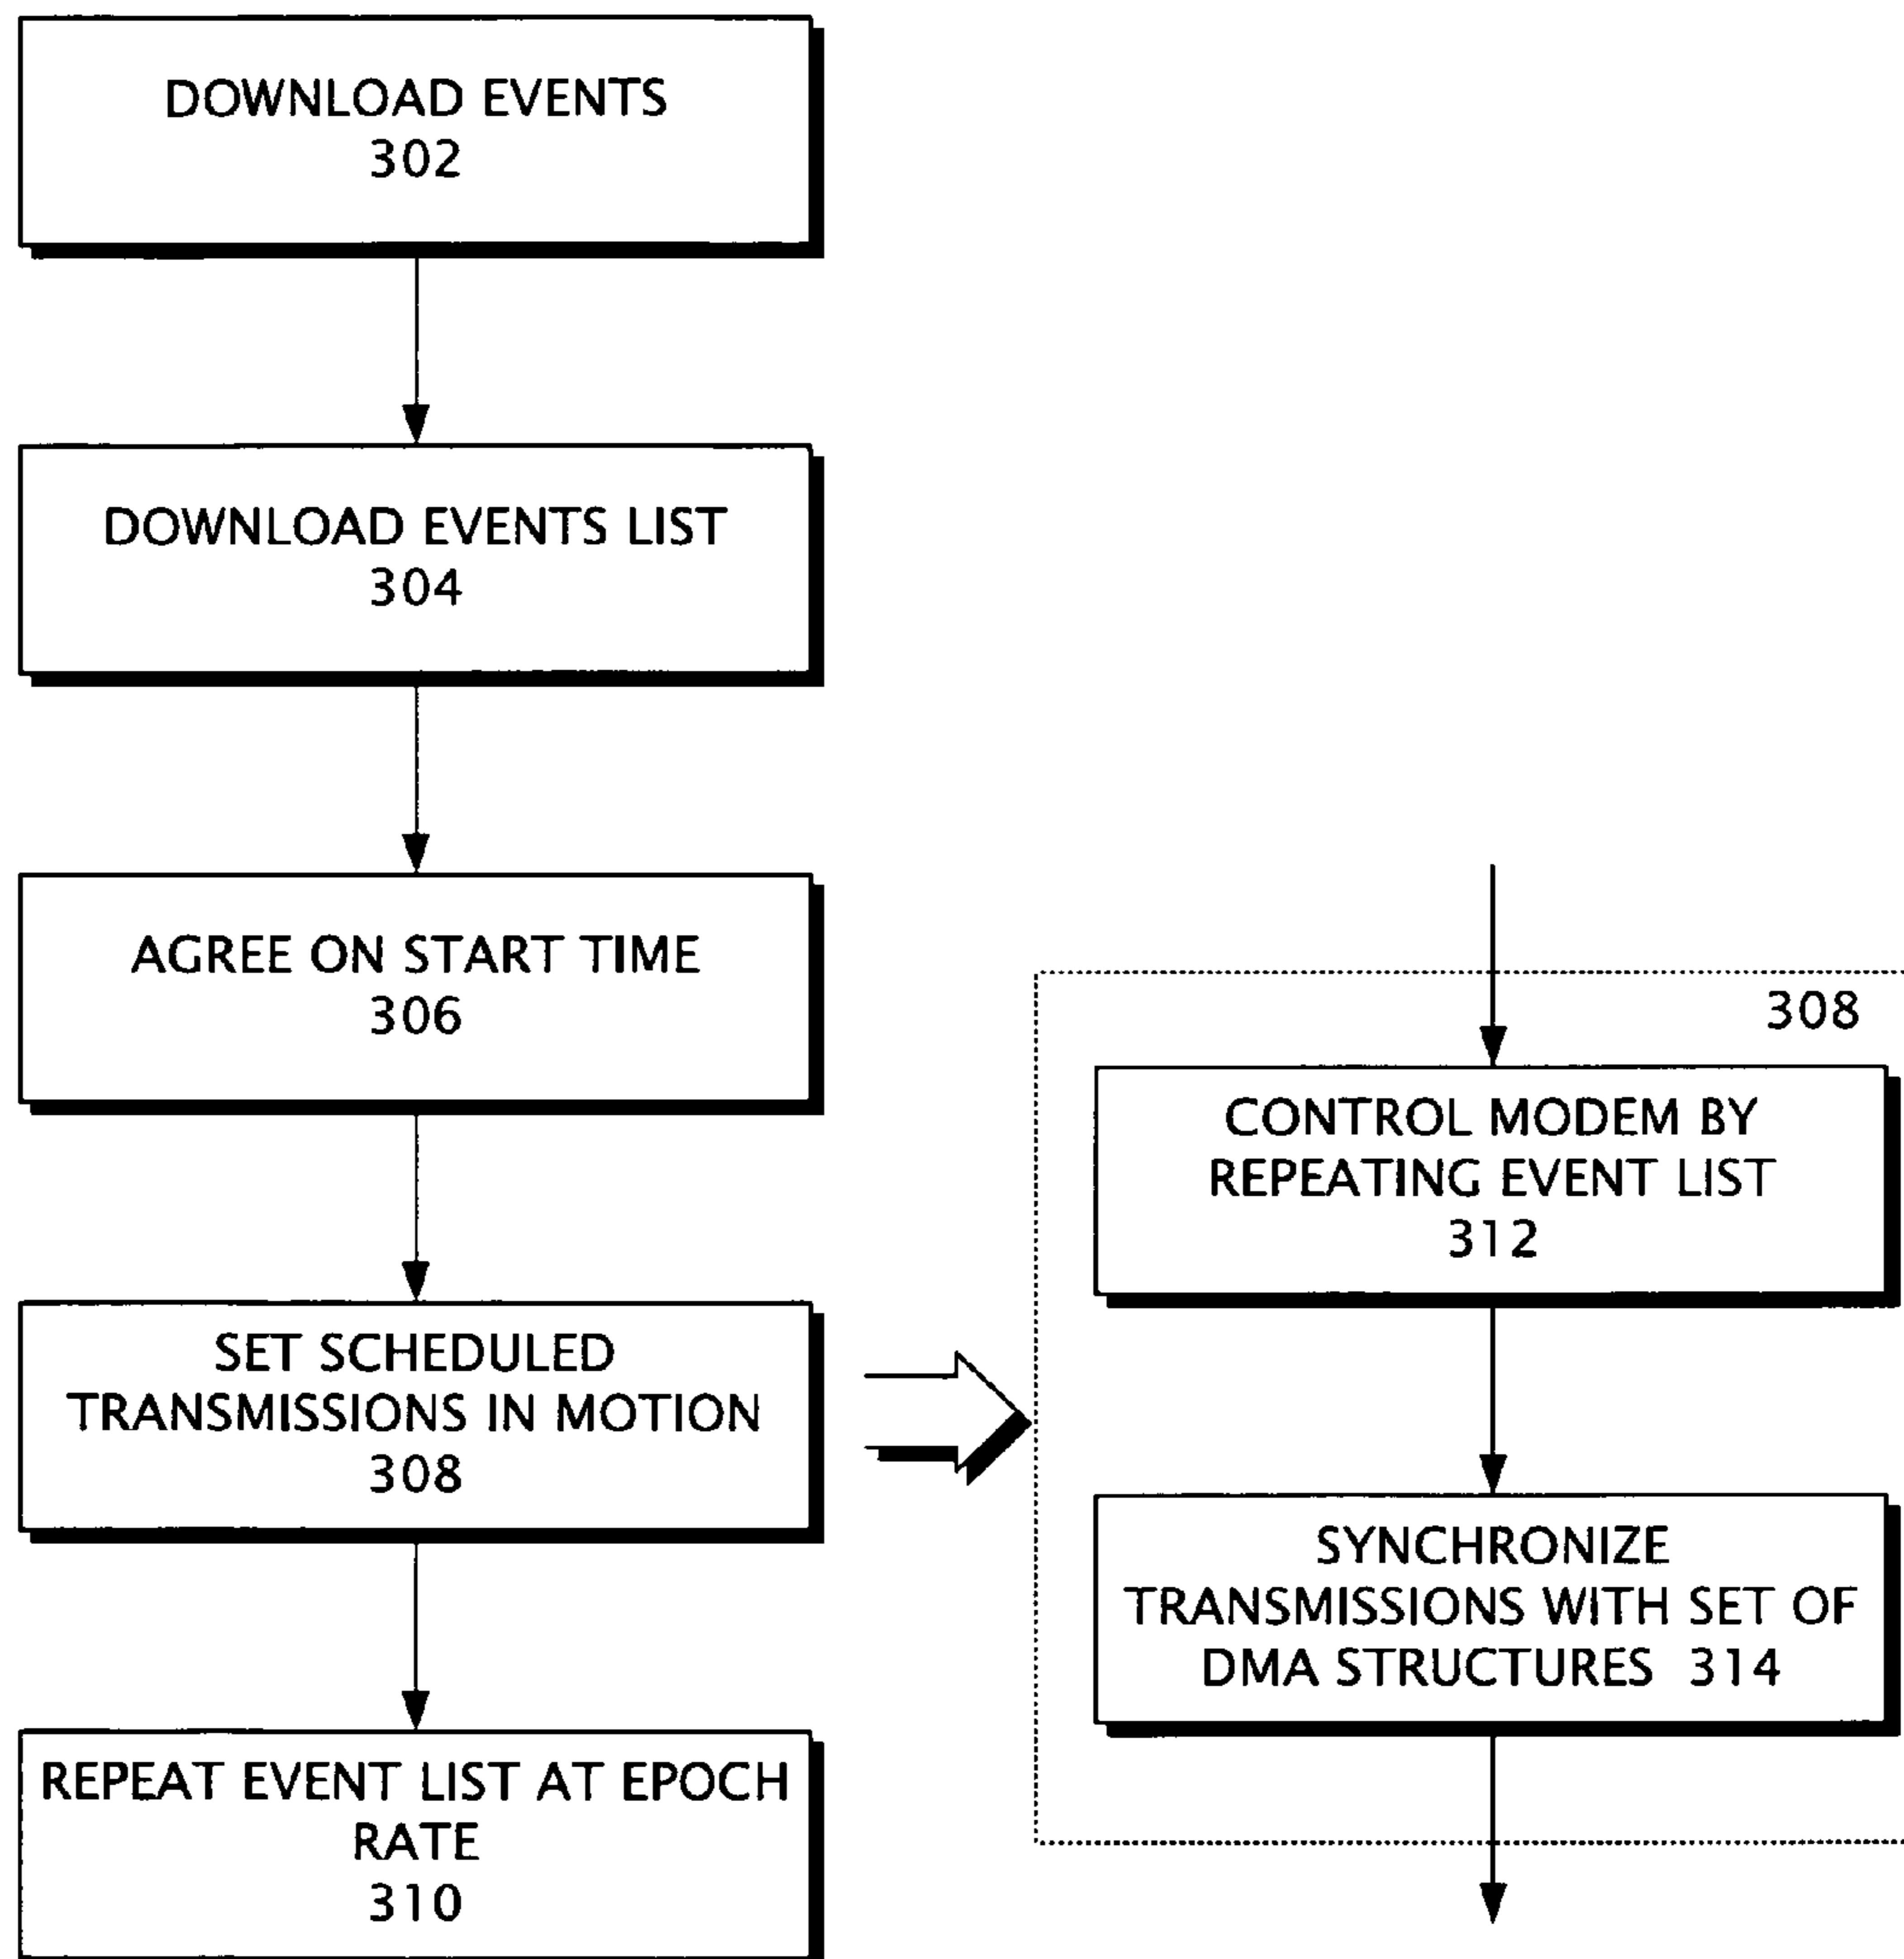 DOWNLOAD EVENTS
302
DOWNLOAD EVENTS LIST
304
AGREE ON START TIME
306
SET SCHEDULED
TRANSMISSIONS IN MOTION
308
REPEAT EVENT LIST AT EPOCH
RATE
310
308
CONTROL MODEM BY
REPEATING EVENT LIST
312
SYNCHRONIZE
TRANSMISSIONS WITH SET OF
DMA STRUCTURES 314